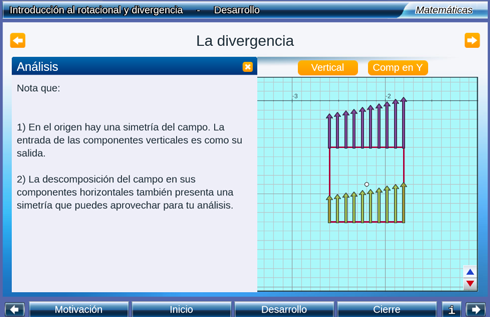 Introducción al rotacional y divergencia - Desarrollo Matemáticas
La divergencia
Análisis
Vertical Comp en Y
Nota que:
1) En el origen hay una simetría del campo. La
entrada de las componentes verticales es como su
salida.
2) La descomposición del campo en sus
componentes horizontales también presenta una
simetría que puedes aprovechar para tu análisis.
-3 -2
Motivación Inicio Desarrollo Cierre i